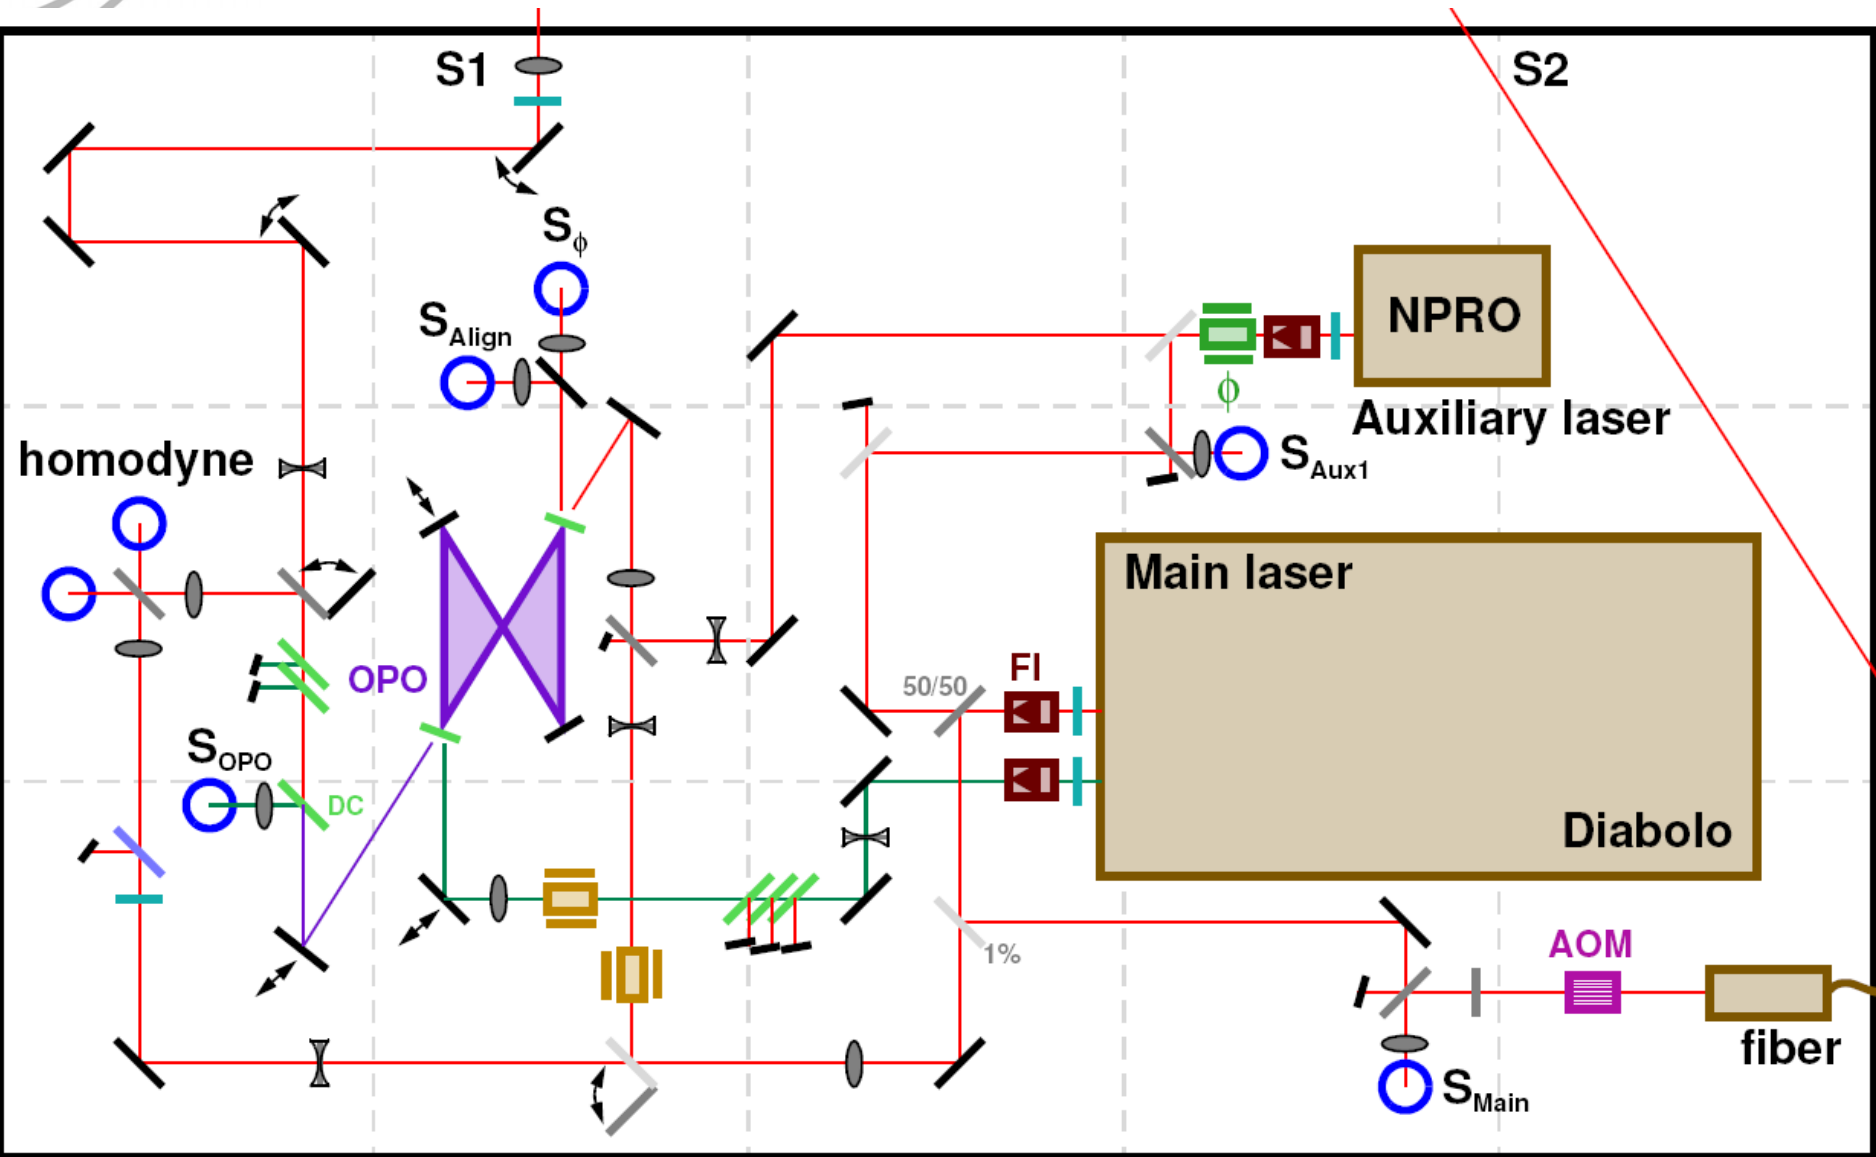 S1
S2
Sϕ
SAlign
NPRO
ϕ
Auxiliary laser
homodyne
SAux1
Main laser
FI
OPO
50/50
SOPO
DC
Diabolo
1%
AOM
fiber
SMain